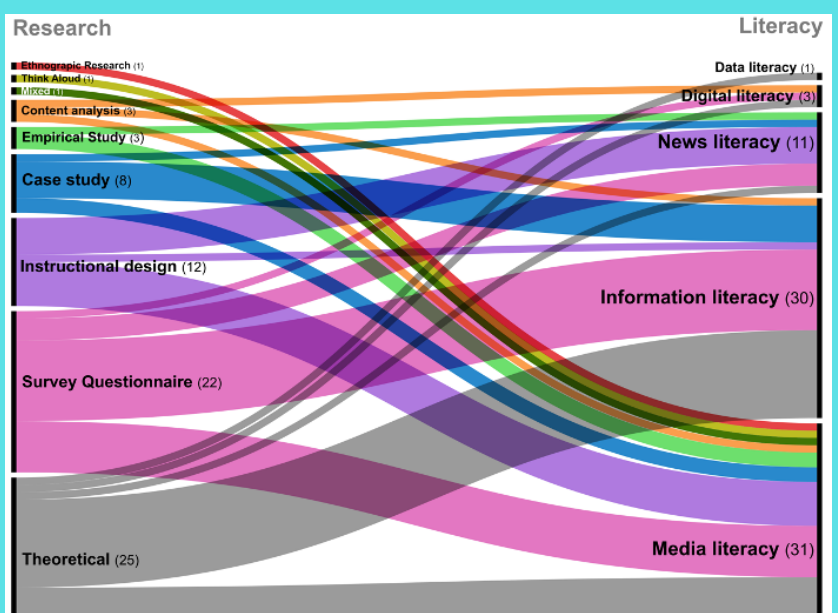 Research
Literacy
Ethnograpic Research (1)
Think Aloud (1)
Mixed (1)
Content analysis (3)
Empirical Study (3)
Case study (8)
Instructional design (12)
Survey Questionnaire (22)
Theoretical (25)
Data literacy (1)
Digital literacy (3)
News literacy (11)
Information literacy (30)
Media literacy (31)